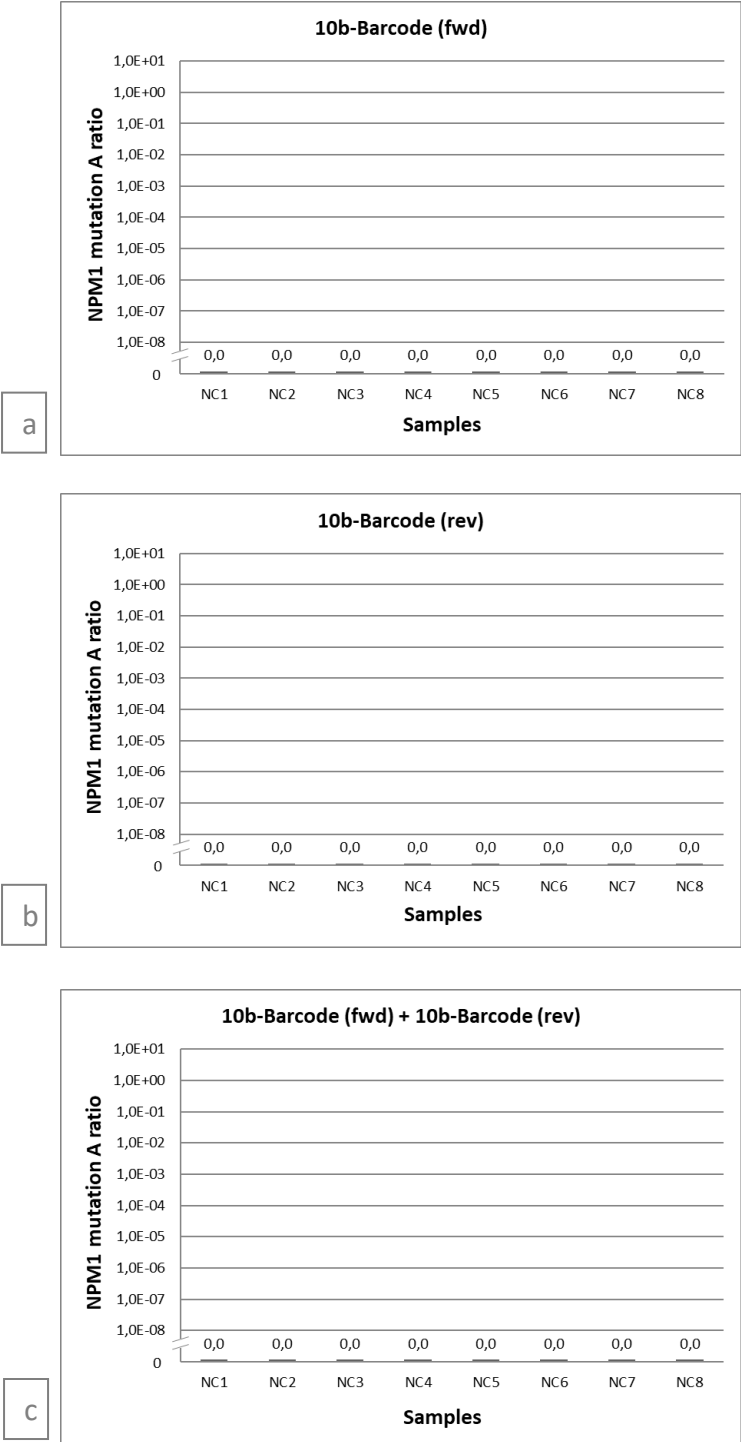 10b-Barcode (fwd)
NPM1 mutation A ratio
1,0E+01
1,0E+00
1,0E-01
1,0E-02
1,0E-03
1,0E-04
1,0E-05
1,0E-06
1,0E-07
1,0E-08
0
0,0 0,0 0,0 0,0 0,0 0,0 0,0 0,0
NC1 NC2 NC3 NC4 NC5 NC6 NC7 NC8
Samples
a
10b-Barcode (rev)
NPM1 mutation A ratio
1,0E+01
1,0E+00
1,0E-01
1,0E-02
1,0E-03
1,0E-04
1,0E-05
1,0E-06
1,0E-07
1,0E-08
0
0,0 0,0 0,0 0,0 0,0 0,0 0,0 0,0
NC1 NC2 NC3 NC4 NC5 NC6 NC7 NC8
Samples
b
10b-Barcode (fwd) + 10b-Barcode (rev)
NPM1 mutation A ratio
1,0E+01
1,0E+00
1,0E-01
1,0E-02
1,0E-03
1,0E-04
1,0E-05
1,0E-06
1,0E-07
1,0E-08
0
0,0 0,0 0,0 0,0 0,0 0,0 0,0 0,0
NC1 NC2 NC3 NC4 NC5 NC6 NC7 NC8
Samples
c